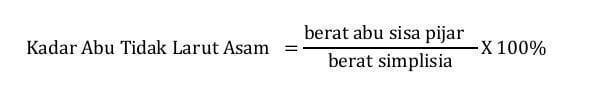 berat abu sisa pijar
Kadar Abu Tidak Larut Asam = X 100%
berat simplisia